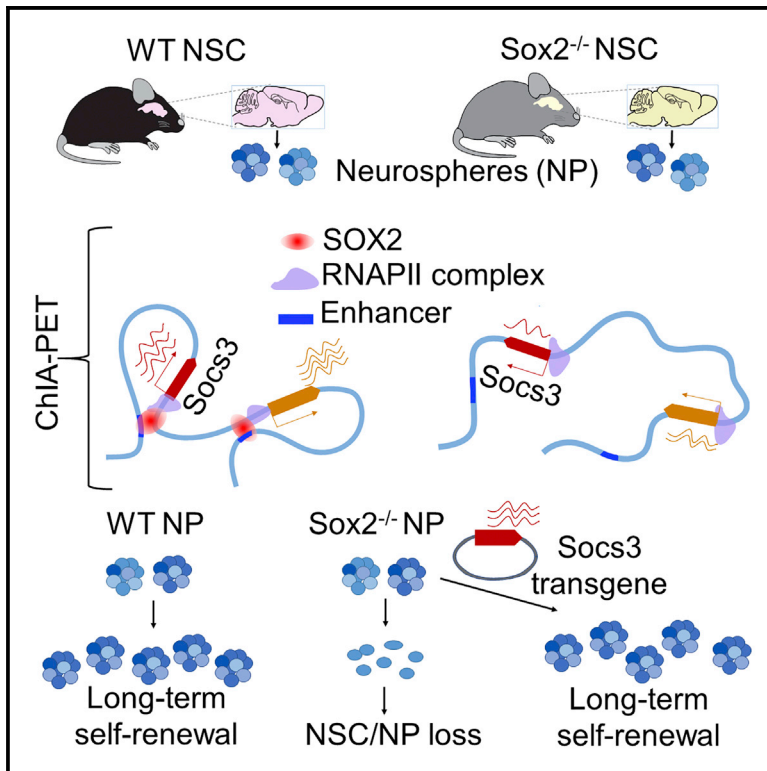 WT NSC
Sox2-/- NSC
Neurospheres (NP)
ChIA-PET
SOX2
RNAPII complex
Enhancer
Socs3
Socs3
WT NP
Sox2-/- NP
Socs3
transgene
Long-term
self-renewal
NSC/NP loss
Long-term
self-renewal